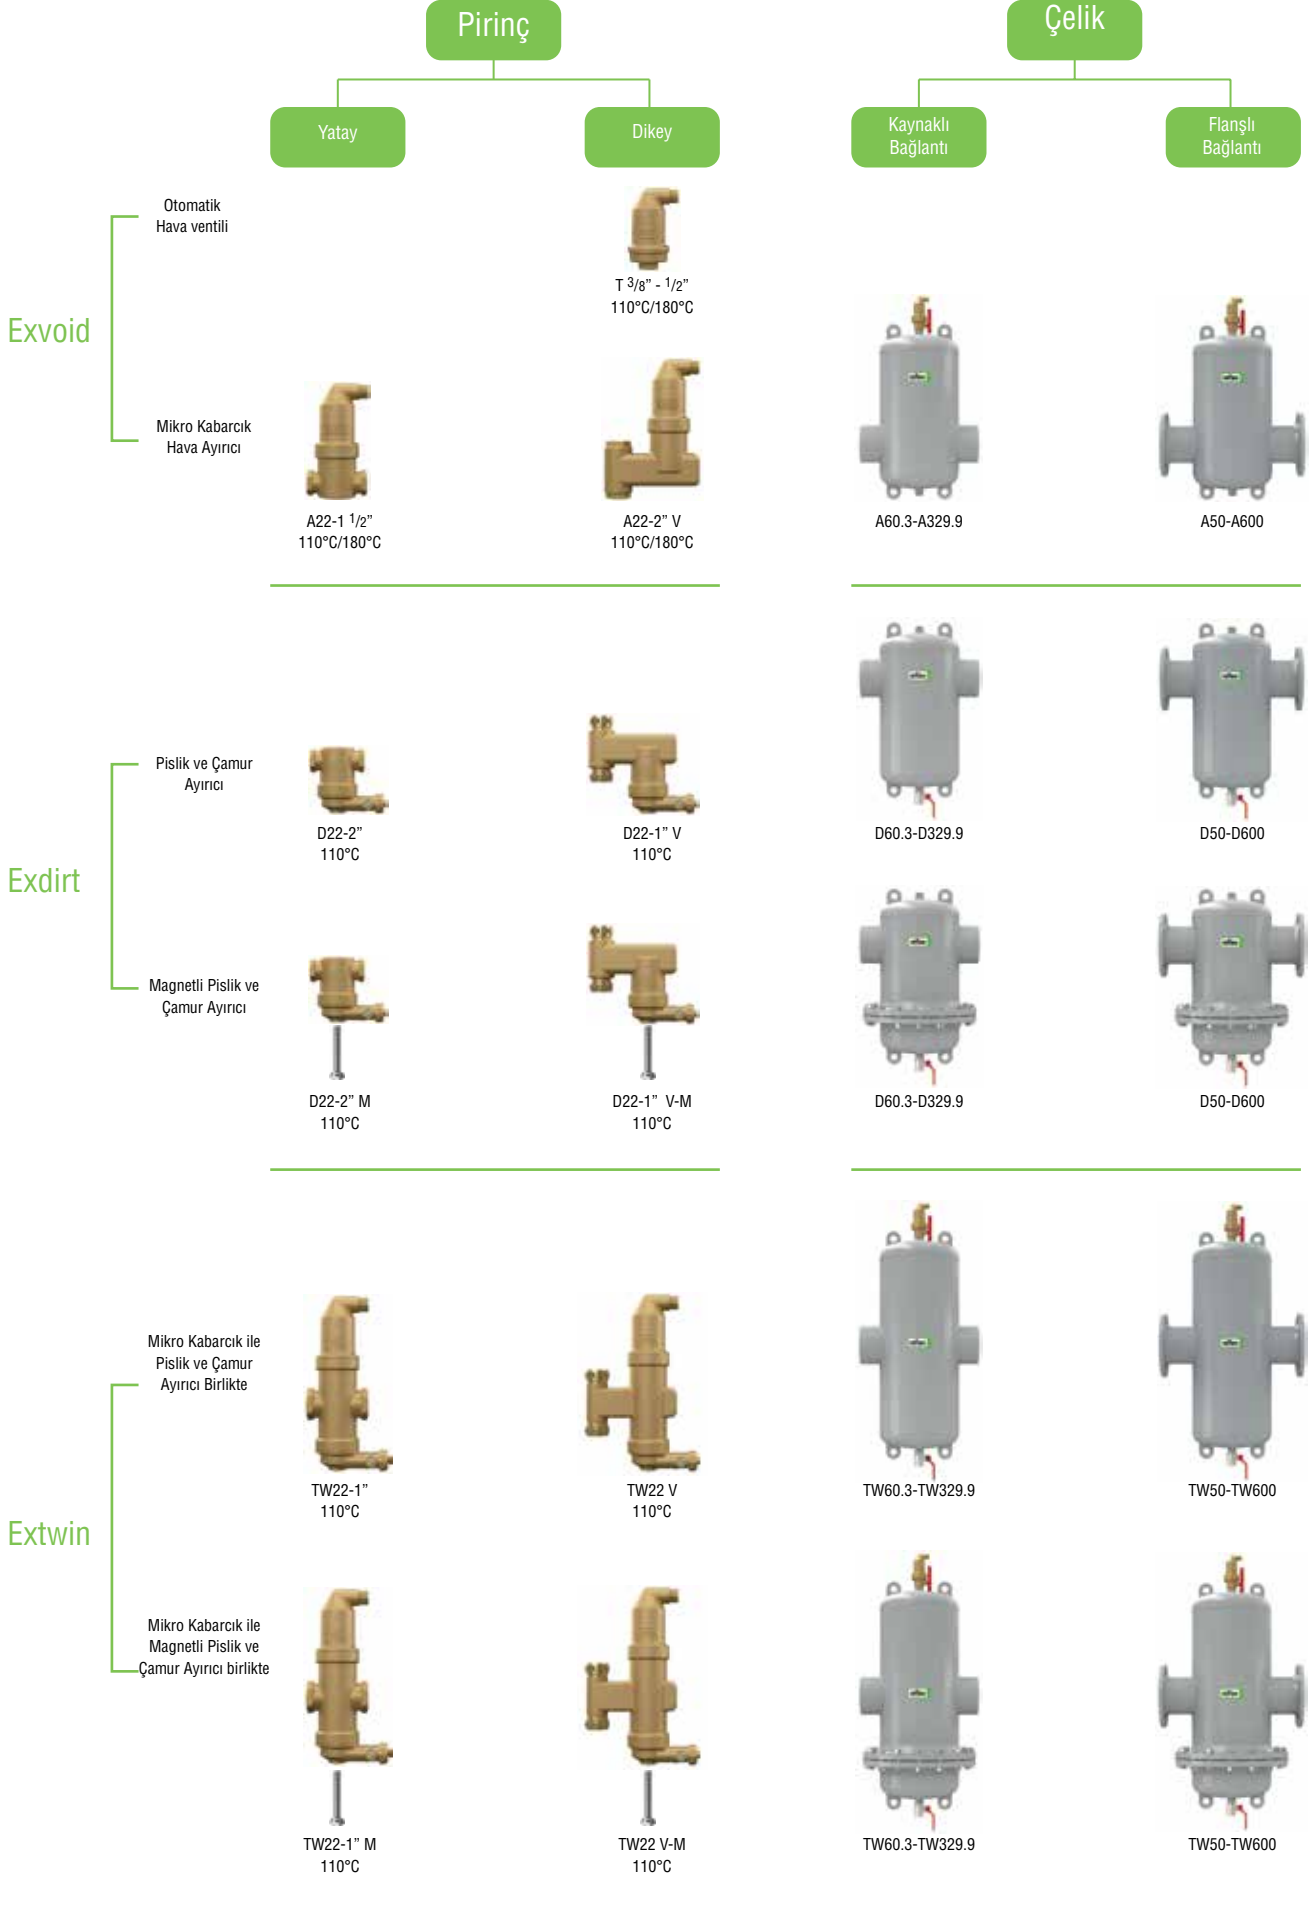 Pirinç
Çelik
Yatay
Dikey
Kaynaklı
Bağlantı
Flanşlı
Bağlantı
Exvoid
Otomatik
Hava ventili
T 3/8” - 1/2”
110°C/180°C
Mikro Kabarcık
Hava Ayırıcı
A22-1 1/2”
110°C/180°C
A22-2” V
110°C/180°C
A60.3-A329.9
A50-A600
Exdirt
Pislik ve Çamur
Ayırıcı
D22-2”
110°C
D22-1” V
110°C
D60.3-D329.9
D50-D600
Magnetli Pislik ve
Çamur Ayırıcı
D22-2” M
110°C
D22-1” V-M
110°C
D60.3-D329.9
D50-D600
Extwin
Mikro Kabarcık ile
Pislik ve Çamur
Ayırıcı Birlikte
TW22-1”
110°C
TW22 V
110°C
TW60.3-TW329.9
TW50-TW600
Mikro Kabarcık ile
Magnetli Pislik ve
Çamur Ayırıcı birlikte
TW22-1” M
110°C
TW22 V-M
110°C
TW60.3-TW329.9
TW50-TW600